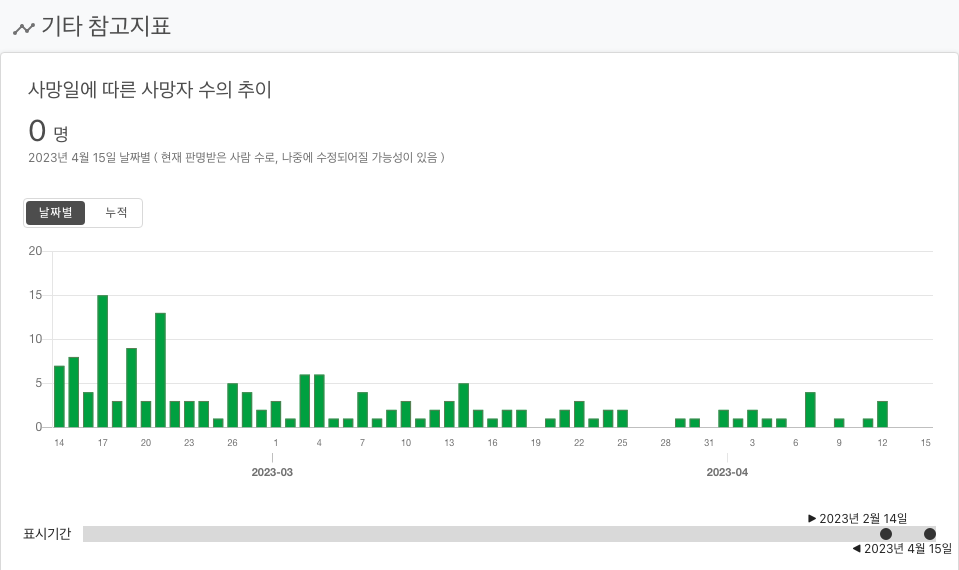 기타 참고지표
사망일에 따른 사망자 수의 추이
0 명
2023년 4월 15일 날짜별 ( 현재 판명받은 사람 수로, 나중에 수정되어질 가능성이 있음 )
날짜별 누적
20
15
10
5
0
14 17 20 23 26 1 4 7 10 13 16 19 22 25 28 31 3 6 9 12 15
2023-03 2023-04
▶ 2023년 2월 14일
표시기간
◀ 2023년 4월 15일